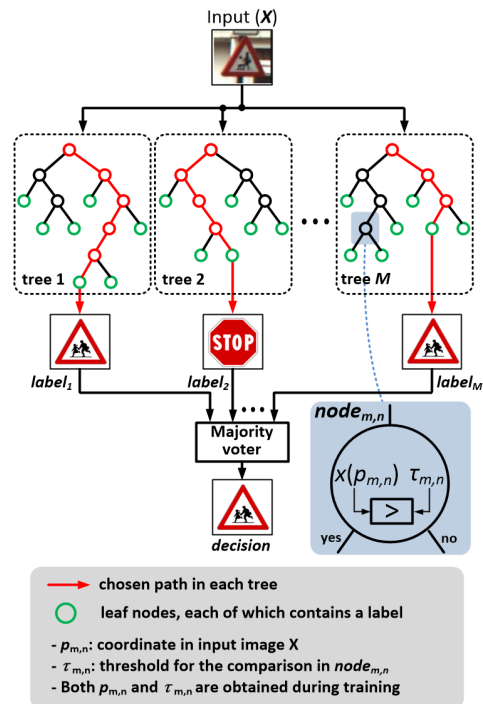 Input (X)
tree 1
tree 2
tree M
STOP
label₁
label₂
labelₘ
Majority
voter
decision
nodeₘ,ₙ
x(pₘ,ₙ) τₘ,ₙ
>
yes
no
chosen path in each tree
leaf nodes, each of which contains a label
- pₘ,ₙ: coordinate in input image X
- τₘ,ₙ: threshold for the comparison in nodeₘ,ₙ
- Both pₘ,ₙ and τₘ,ₙ are obtained during training